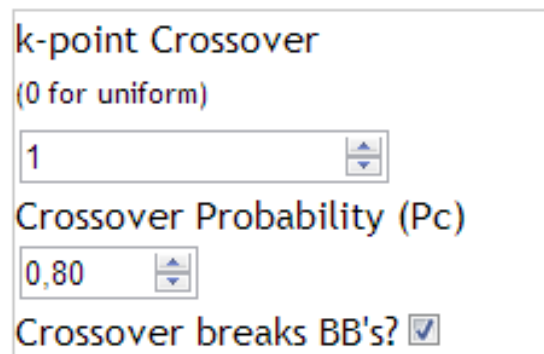 k-point Crossover
(0 for uniform)
1
Crossover Probability (Pc)
0,80
Crossover breaks BB's?